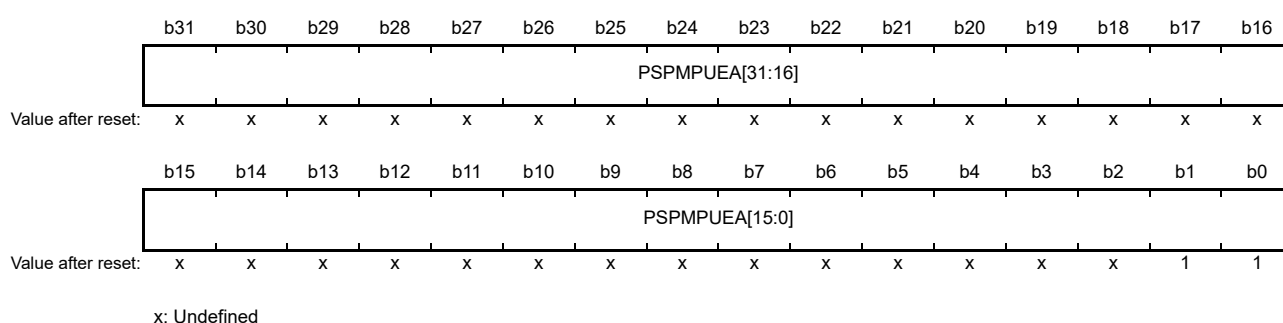 b31 b30 b29 b28 b27 b26 b25 b24 b23 b22 b21 b20 b19 b18 b17 b16
PSPMPUEA[31:16]
Value after reset: x x x x x x x x x x x x x x x x
b15 b14 b13 b12 b11 b10 b9 b8 b7 b6 b5 b4 b3 b2 b1 b0
PSPMPUEA[15:0]
Value after reset: x x x x x x x x x x x x x x 1 1
x: Undefined